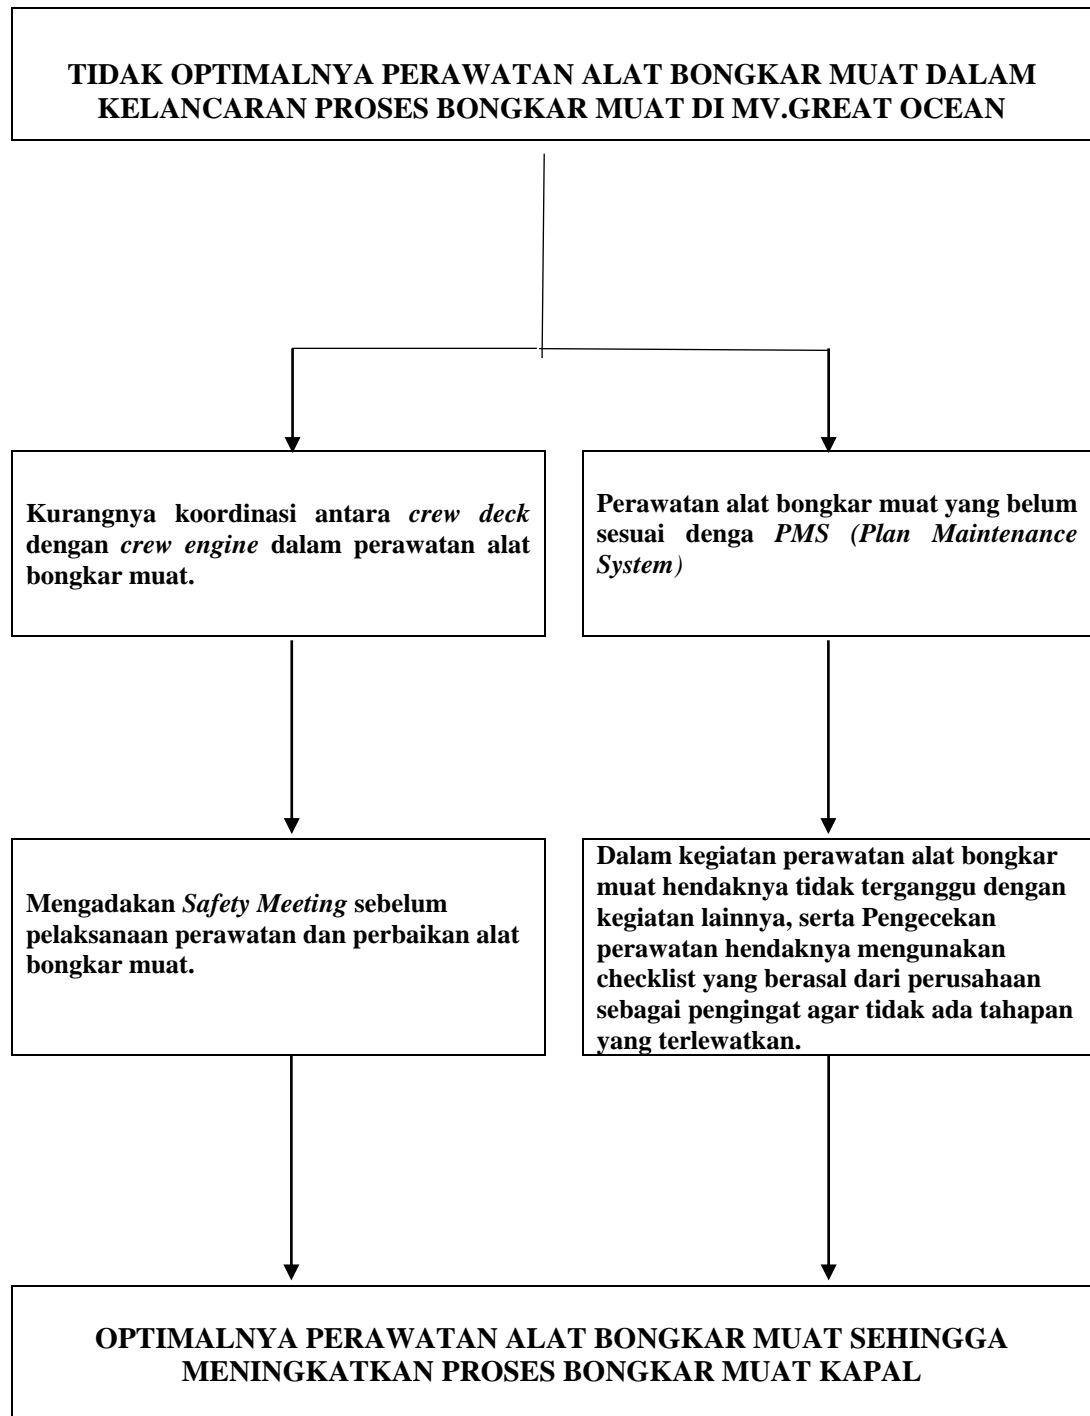 TIDAK OPTIMALNYA PERAWATAN ALAT BONGKAR MUAT DALAM
KELANCARAN PROSES BONGKAR MUAT DI MV.GREAT OCEAN
Kurangnya koordinasi antara crew deck
dengan crew engine dalam perawatan alat
bongkar muat.
Perawatan alat bongkar muat yang belum
sesuai denga PMS (Plan Maintenance
System)
Mengadakan Safety Meeting sebelum
pelaksanaan perawatan dan perbaikan alat
bongkar muat.
Dalam kegiatan perawatan alat bongkar
muat hendaknya tidak terganggu dengan
kegiatan lainnya, serta Pengecekan
perawatan hendaknya mengunakan
checklist yang berasal dari perusahaan
sebagai pengingat agar tidak ada tahapan
yang terlewatkan.
OPTIMALNYA PERAWATAN ALAT BONGKAR MUAT SEHINGGA
MENINGKATKAN PROSES BONGKAR MUAT KAPAL